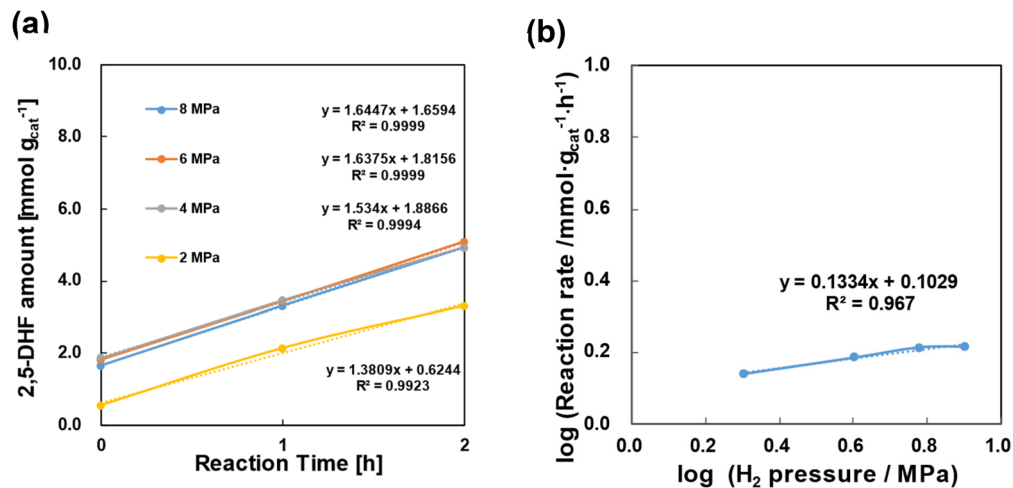 (a)
2,5-DHF amount [mmol g_cat⁻¹]
10.0
8.0
6.0
4.0
2.0
0.0
8 MPa
6 MPa
4 MPa
2 MPa
y = 1.6447x + 1.6594
R² = 0.9999
y = 1.6375x + 1.8156
R² = 0.9999
y = 1.534x + 1.8866
R² = 0.9994
y = 1.3809x + 0.6244
R² = 0.9923
0 1 2
Reaction Time [h]
(b)
log (Reaction rate /mmol·g_cat⁻¹·h⁻¹)
1.0
0.8
0.6
0.4
0.2
0.0
y = 0.1334x + 0.1029
R² = 0.967
0.0 0.2 0.4 0.6 0.8 1.0
log (H₂ pressure / MPa)